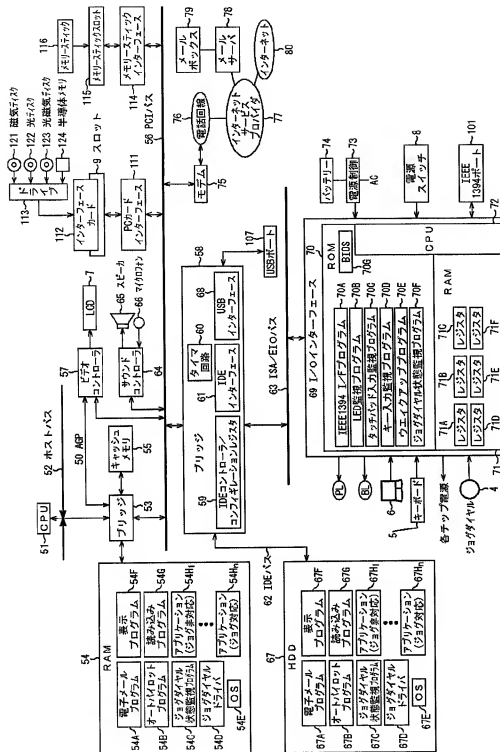 116
メモリースティック
メモリースティックスロット
115
メモリースティック
インターフェース
114
121 磁気ディスク
122 光ディスク
123 光磁気ディスク
124 半導体メモリ
ドライブ
113
9 スロット
インターフェース
カード
112
PCカード
インターフェース
111
56 PCIバス
79
メール
ボックス
78
メール
サーバ
80
インターネット
インターネット
サービス
プロバイダ
77
76
電話回線
モデム
75
7
LCD
65 スピーカ
66 マイクロフォン
57
ビデオ
コントローラ
サウンド
コントローラ
64
50 AGP
52 ホストバス
51
CPU
キャッシュ
メモリ
55
ブリッジ
53
58
ブリッジ
タイマ
回路
60
USB
インターフェース
68
107
USBポート
IDE
インターフェース
61
59
IDEコントローラ/
コンフィギレーションレジスタ
63 ISA/EIOバス
62 IDEバス
54
RAM
54A
電子メール
プログラム
54B
オートパイロット
プログラム
54C
ジョグダイヤル
状態監視プログラム
54D
ジョグダイヤル
ドライバ
54E
OS
54F
表示
プログラム
54G
読み込み
プログラム
54H1
アプリケーション
(ジョグ非対応)
54Hn
アプリケーション
(ジョグ対応)
67
HDD
67A
電子メール
プログラム
67B
オートパイロット
プログラム
67C
ジョグダイヤル
状態監視プログラム
67D
ジョグダイヤル
ドライバ
67E
OS
67F
表示
プログラム
67G
読み込み
プログラム
67H1
アプリケーション
(ジョグ非対応)
67Hn
アプリケーション
(ジョグ対応)
69 I/Oインターフェース
70
ROM
BIOS
70G
IEEE1394 I/Fプログラム
70A
LED監視プログラム
70B
タッチパッド入力監視プログラム
70C
キー入力監視プログラム
70D
ウエイクアッププログラム
70E
ジョグダイヤル状態監視プログラム
70F
CPU
72
RAM
71
71A
レジスタ
71B
レジスタ
71C
レジスタ
71D
レジスタ
71E
レジスタ
71F
レジスタ
74
バッテリー
73
電源制御
AC
8
電源
スイッチ
101
IEEE
1394ポート
PL
BL
6
5
キーボード
各チップ電源
ジョグダイヤル
4